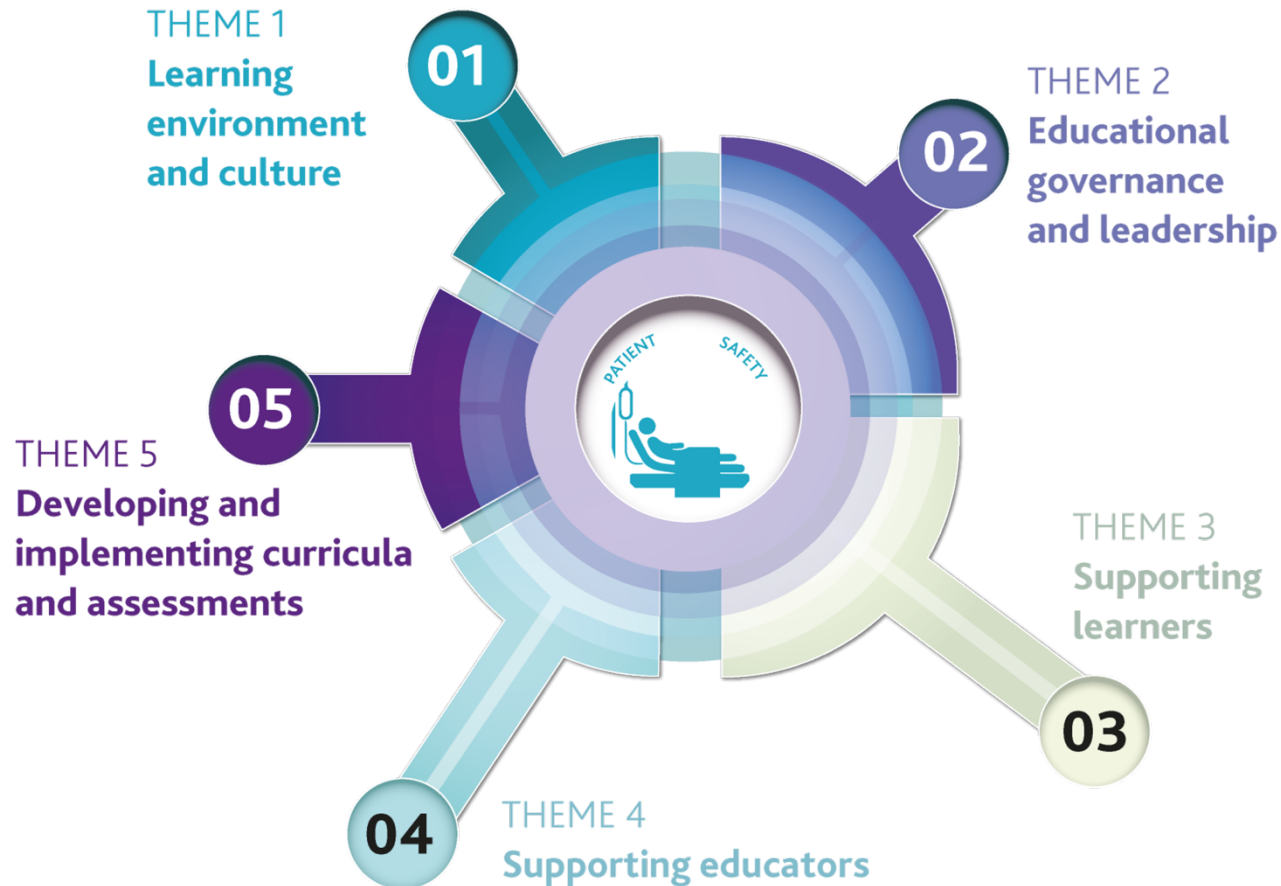 THEME 1
Learning
environment
and culture
01
THEME 2
Educational
governance
and leadership
02
PATIENT SAFETY
THEME 3
Supporting
learners
03
THEME 4
Supporting educators
04
THEME 5
Developing and
implementing curricula
and assessments
05